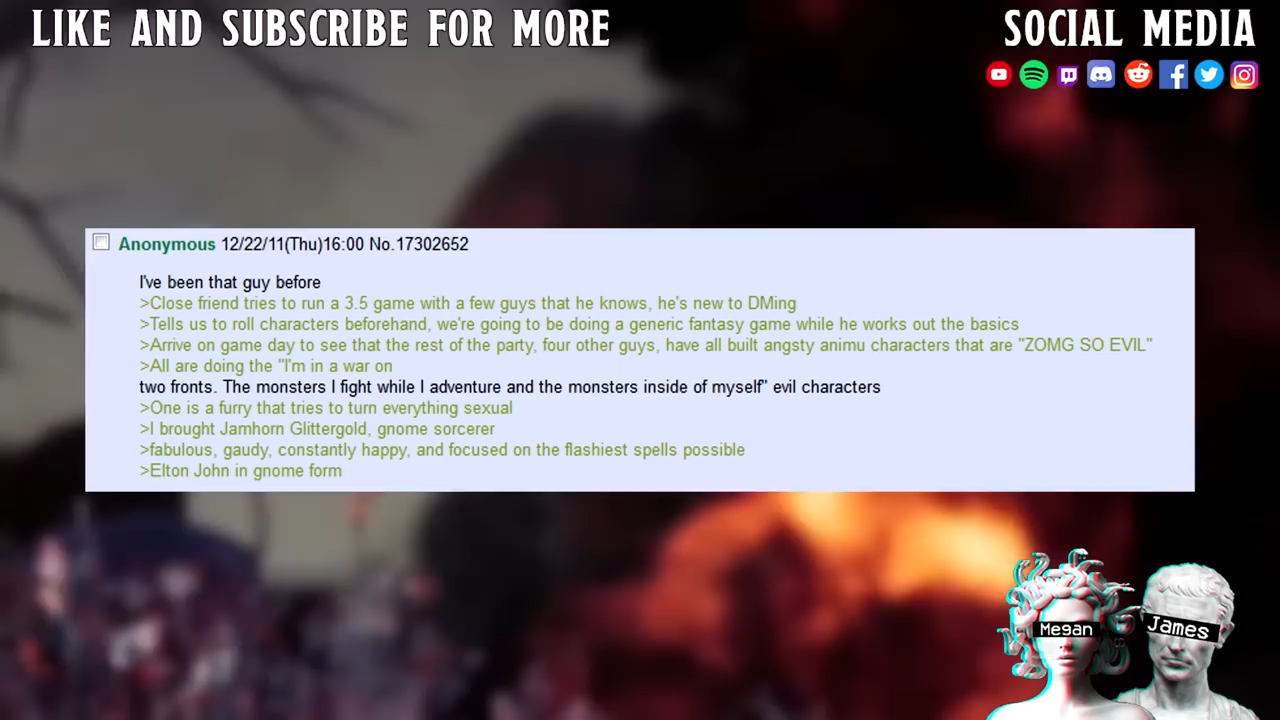 LIKE AND SUBSCRIBE FOR MORE
SOCIAL MEDIA
Anonymous 12/22/11(Thu)16:00 No.17302652
I've been that guy before
>Close friend tries to run a 3.5 game with a few guys that he knows, he's new to DMing
>Tells us to roll characters beforehand, we're going to be doing a generic fantasy game while he works out the basics
>Arrive on game day to see that the rest of the party, four other guys, have all built angsty animu characters that are "ZOMG SO EVIL"
>All are doing the "I'm in a war on
two fronts. The monsters I fight while I adventure and the monsters inside of myself" evil characters
>One is a furry that tries to turn everything sexual
>I brought Jamhorn Glittergold, gnome sorcerer
>fabulous, gaudy, constantly happy, and focused on the flashiest spells possible
>Elton John in gnome form
Megan
James